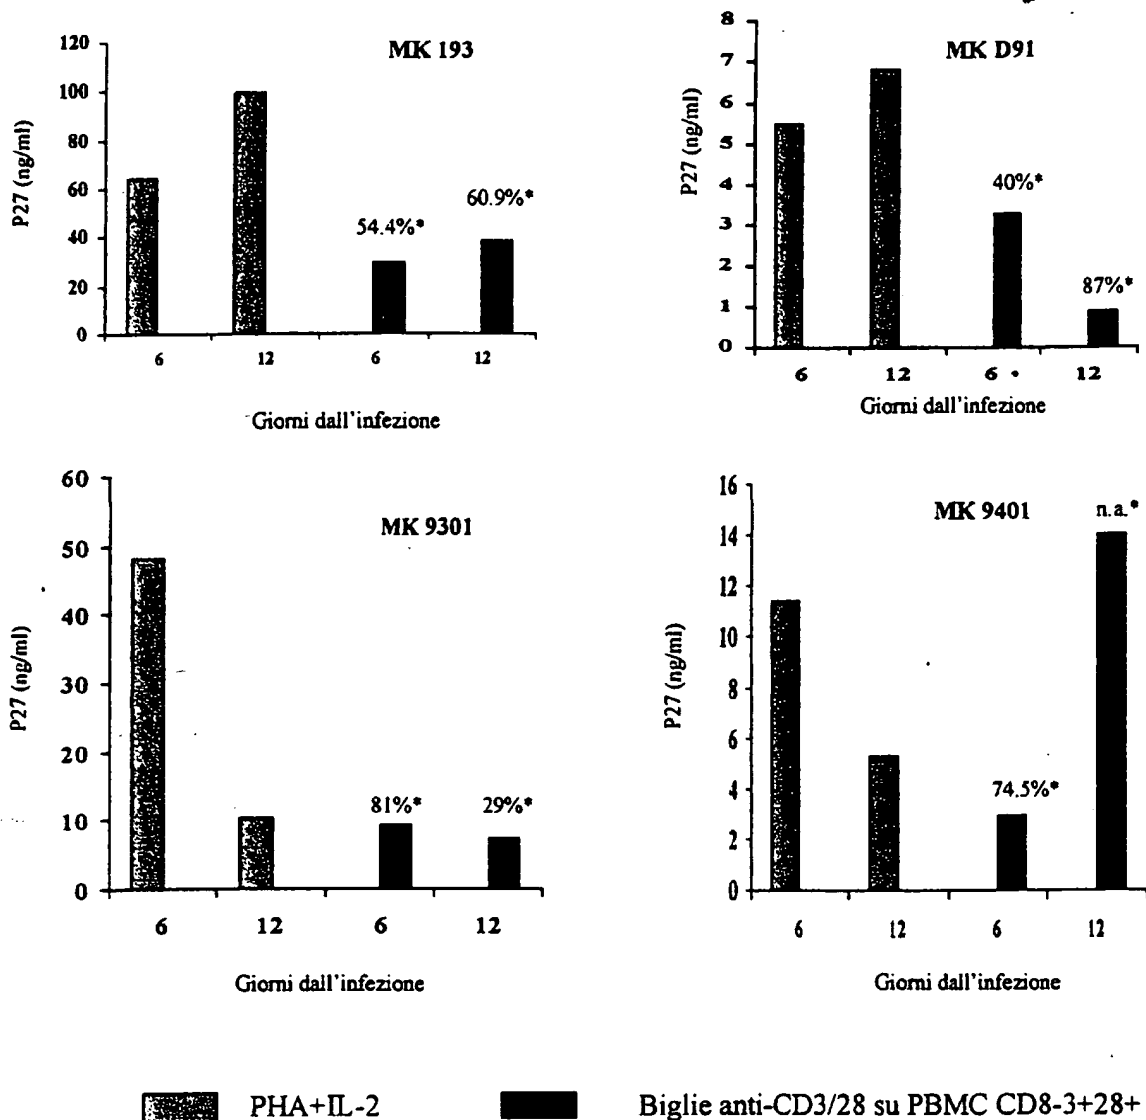 MK 193
120
100
80
60
40
20
0
P27 (ng/ml)
54.4%*
60.9%*
6 12 6 12
Giorni dall'infezione
MK D91
8
7
6
5
4
3
2
1
0
P27 (ng/ml)
40%*
87%*
6 12 6 12
Giorni dall'infezione
MK 9301
60
50
40
30
20
10
0
P27 (ng/ml)
81%*
29%*
6 12 6 12
Giorni dall'infezione
MK 9401
16
14
12
10
8
6
4
2
0
P27 (ng/ml)
74.5%*
n.a.*
6 12 6 12
Giorni dall'infezione
PHA+IL-2
Biglie anti-CD3/28 su PBMC CD8-3+28+